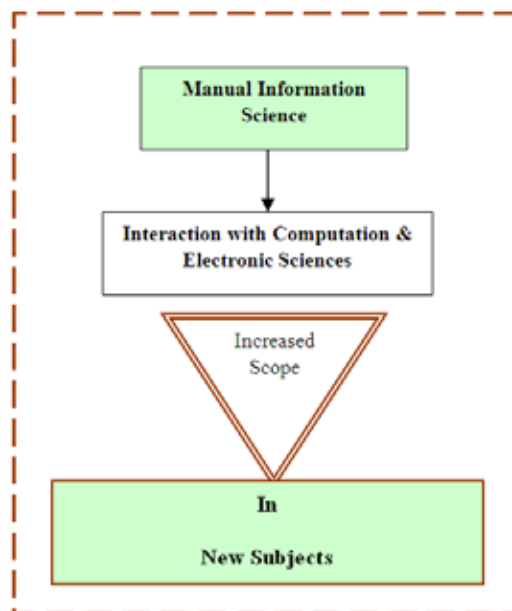 Manual Information
Science
Interaction with Computation &
Electronic Sciences
Increased
Scope
In
New Subjects